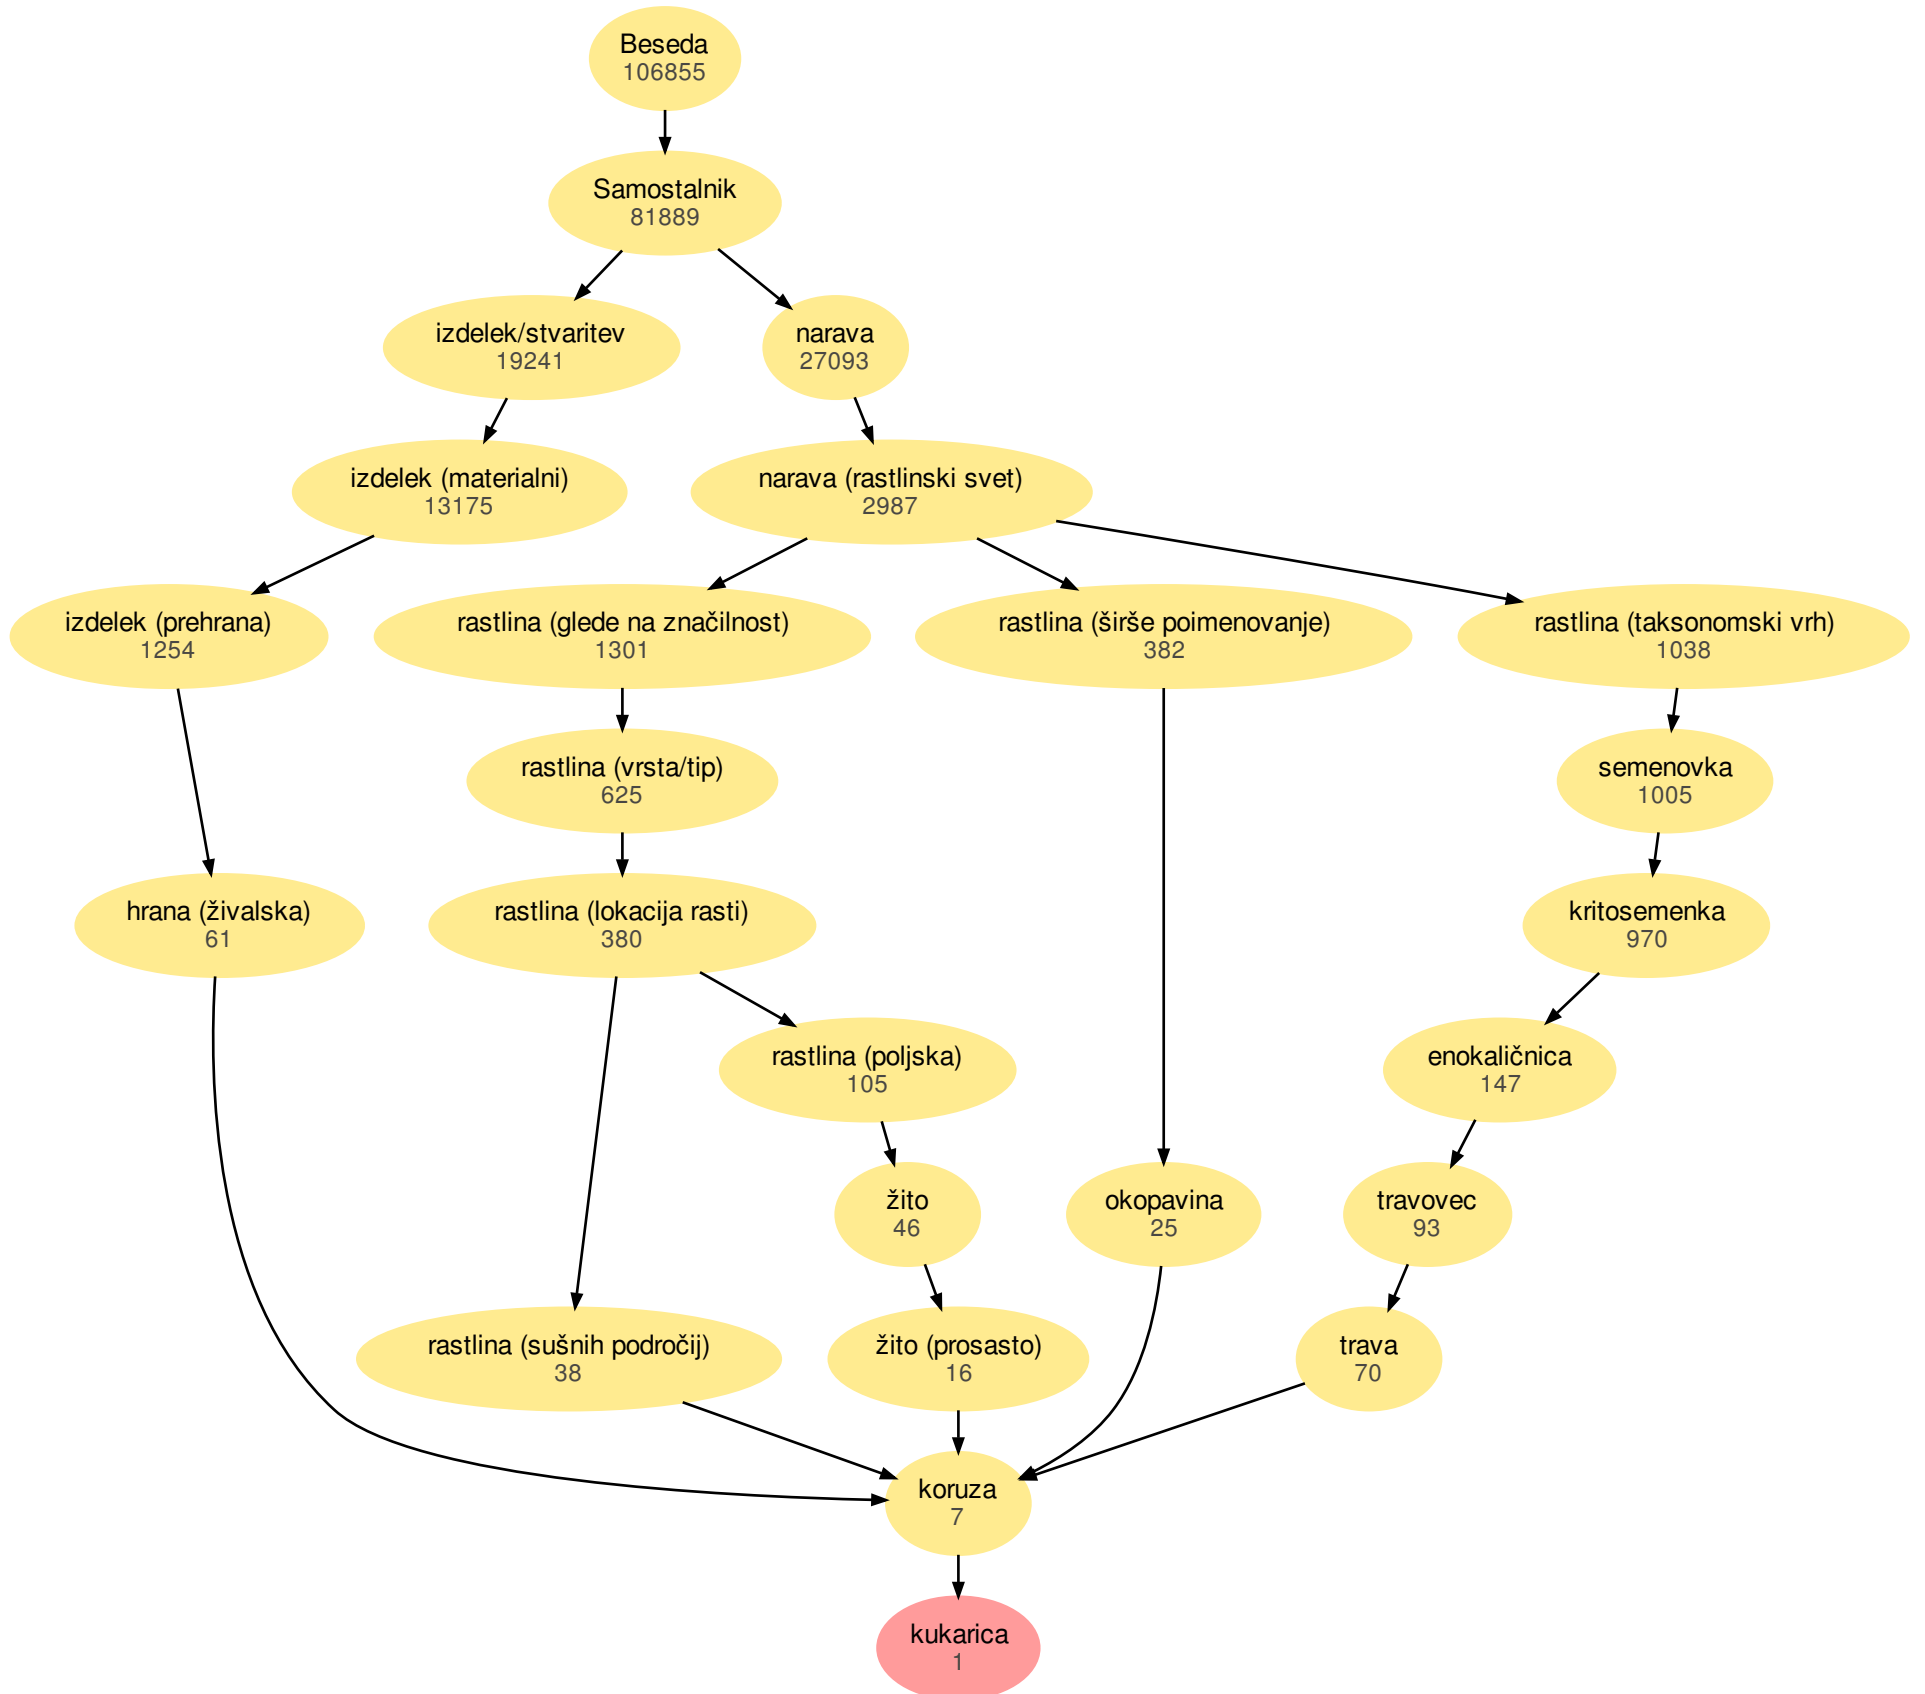 Beseda
106855
Samostalnik
81889
izdelek/stvaritev
19241
narava
27093
izdelek (materialni)
13175
narava (rastlinski svet)
2987
izdelek (prehrana)
1254
rastlina (glede na značilnost)
1301
rastlina (širše poimenovanje)
382
rastlina (taksonomski vrh)
1038
rastlina (vrsta/tip)
625
semenovka
1005
hrana (živalska)
61
rastlina (lokacija rasti)
380
kritosemenka
970
rastlina (poljska)
105
enokaličnica
147
žito
46
okopavina
25
travovec
93
rastlina (sušnih področij)
38
žito (prosasto)
16
trava
70
koruza
7
kukarica
1